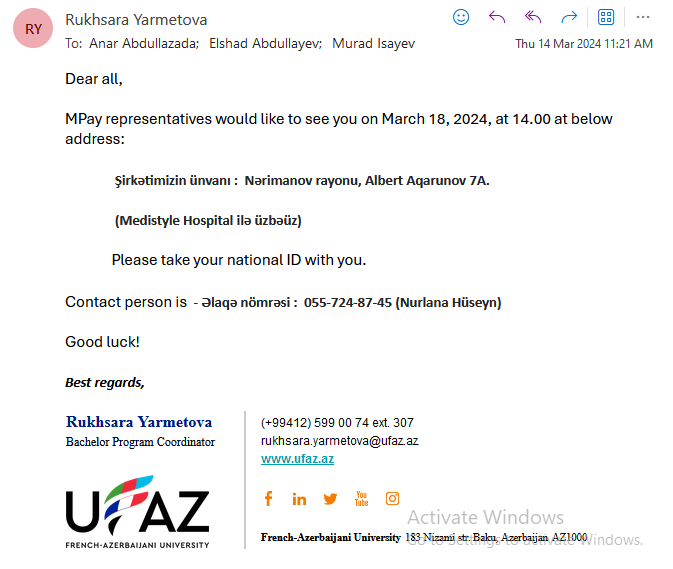 RY
Rukhsara Yarmetova
To: Anar Abdullazada; Elshad Abdullayev; Murad Isayev
Thu 14 Mar 2024 11:21 AM
Dear all,
MPay representatives would like to see you on March 18, 2024, at 14.00 at below
address:
Şirkətimizin ünvanı : Nərimanov rayonu, Albert Aqarunov 7A.
(Medistyle Hospital ilə üzbəüz)
Please take your national ID with you.
Contact person is - Əlaqə nömrəsi : 055-724-87-45 (Nurlana Hüseyn)
Good luck!
Best regards,
Rukhsara Yarmetova
Bachelor Program Coordinator
UFAZ
FRENCH-AZERBAIJANI UNIVERSITY
(+99412) 599 00 74 ext. 307
rukhsara.yarmetova@ufaz.az
www.ufaz.az
f in You Tube
French-Azerbaijani University 183 Nizami str. Baku, Azerbaijan AZ1000
Activate Windows
Go to Settings to activate Windows.